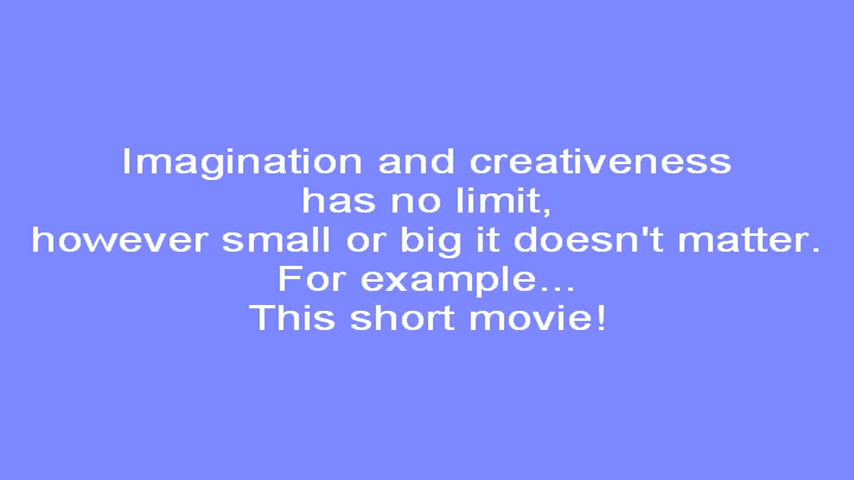 Imagination and creativeness
has no limit,
however small or big it doesn't matter.
For example...
This short movie!